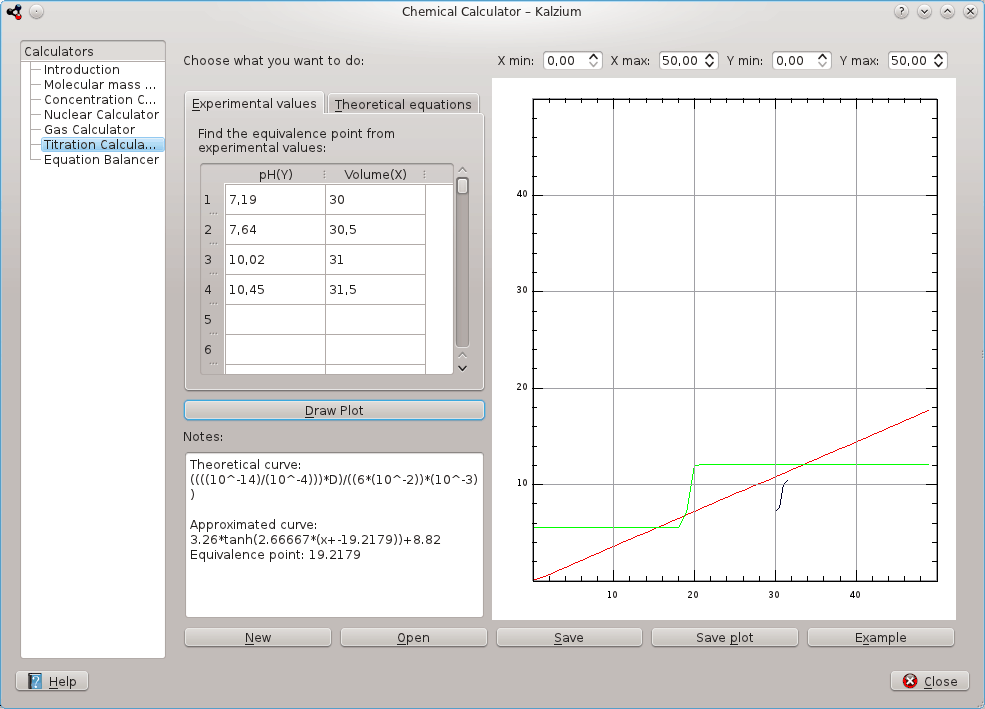 Chemical Calculator – Kalzium
Calculators
Introduction
Molecular mass ...
Concentration C...
Nuclear Calculator
Gas Calculator
Titration Calcula...
Equation Balancer
Choose what you want to do:
X min: 0,00 X max: 50,00 Y min: 0,00 Y max: 50,00
Experimental values Theoretical equations
Find the equivalence point from
experimental values:
pH(Y) Volume(X)
1 7,19 30
2 7,64 30,5
3 10,02 31
4 10,45 31,5
5
6
Draw Plot
Notes:
Theoretical curve:
((((10^-14)/(10^-4)))*D)/((6*(10^-2))*(10^-3)
)
Approximated curve:
3.26*tanh(2.66667*(x+-19.2179))+8.82
Equivalence point: 19.2179
40
30
20
10
10 20 30 40
New Open Save Save plot Example
? Help
Close